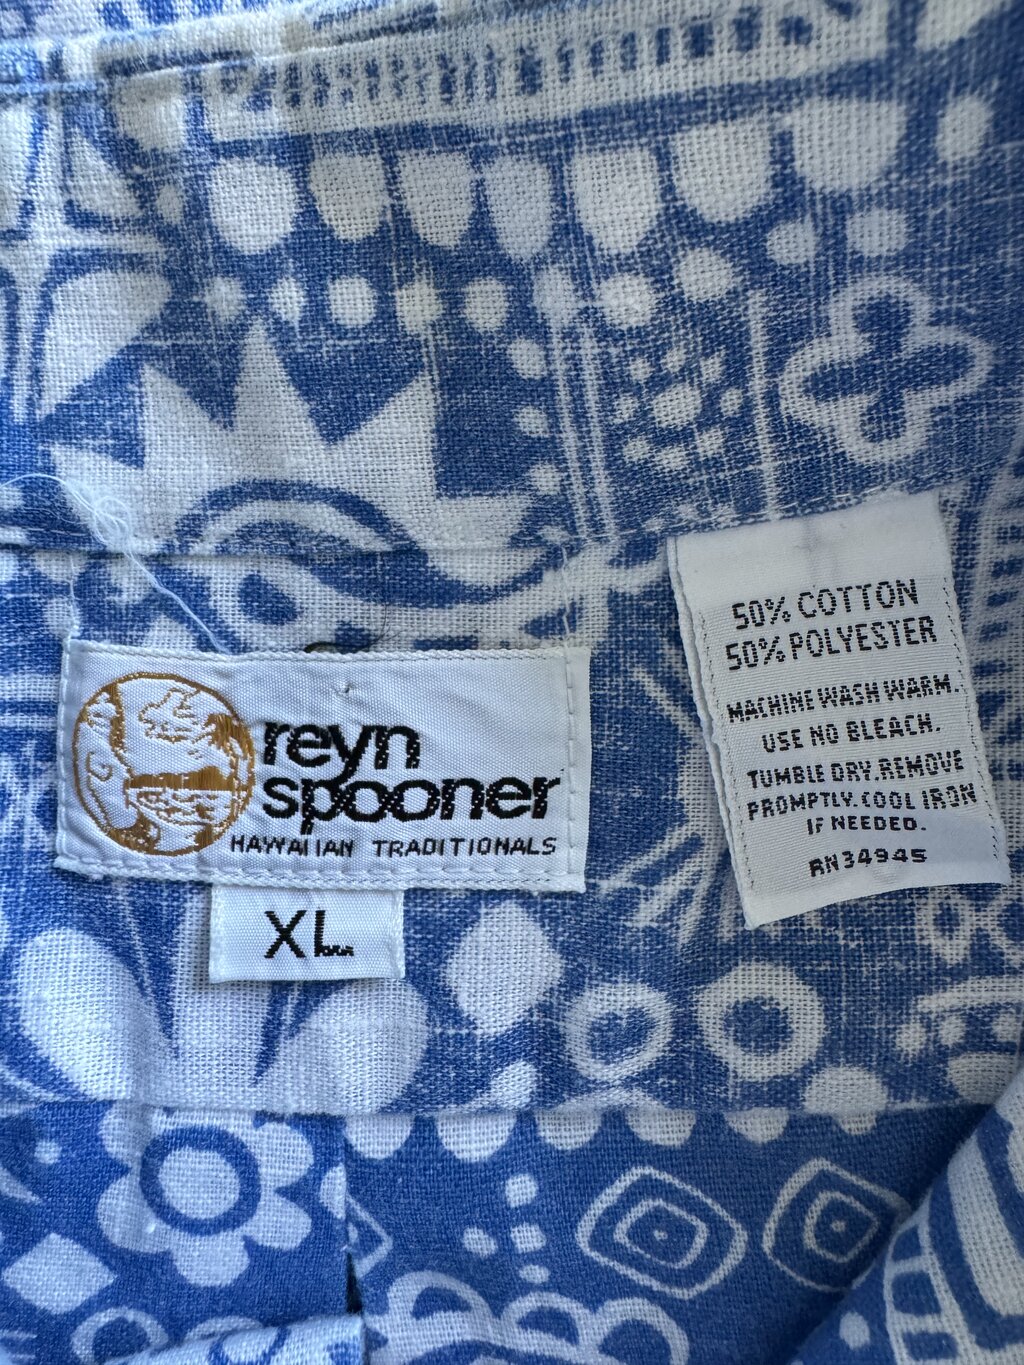 reyn
spooner
HAWAIIAN TRADITIONALS
XL
50% COTTON
50% POLYESTER
MACHINE WASH WARM.
USE NO BLEACH.
TUMBLE DRY. REMOVE
PROMPTLY. COOL IRON
IF NEEDED.
RN34945